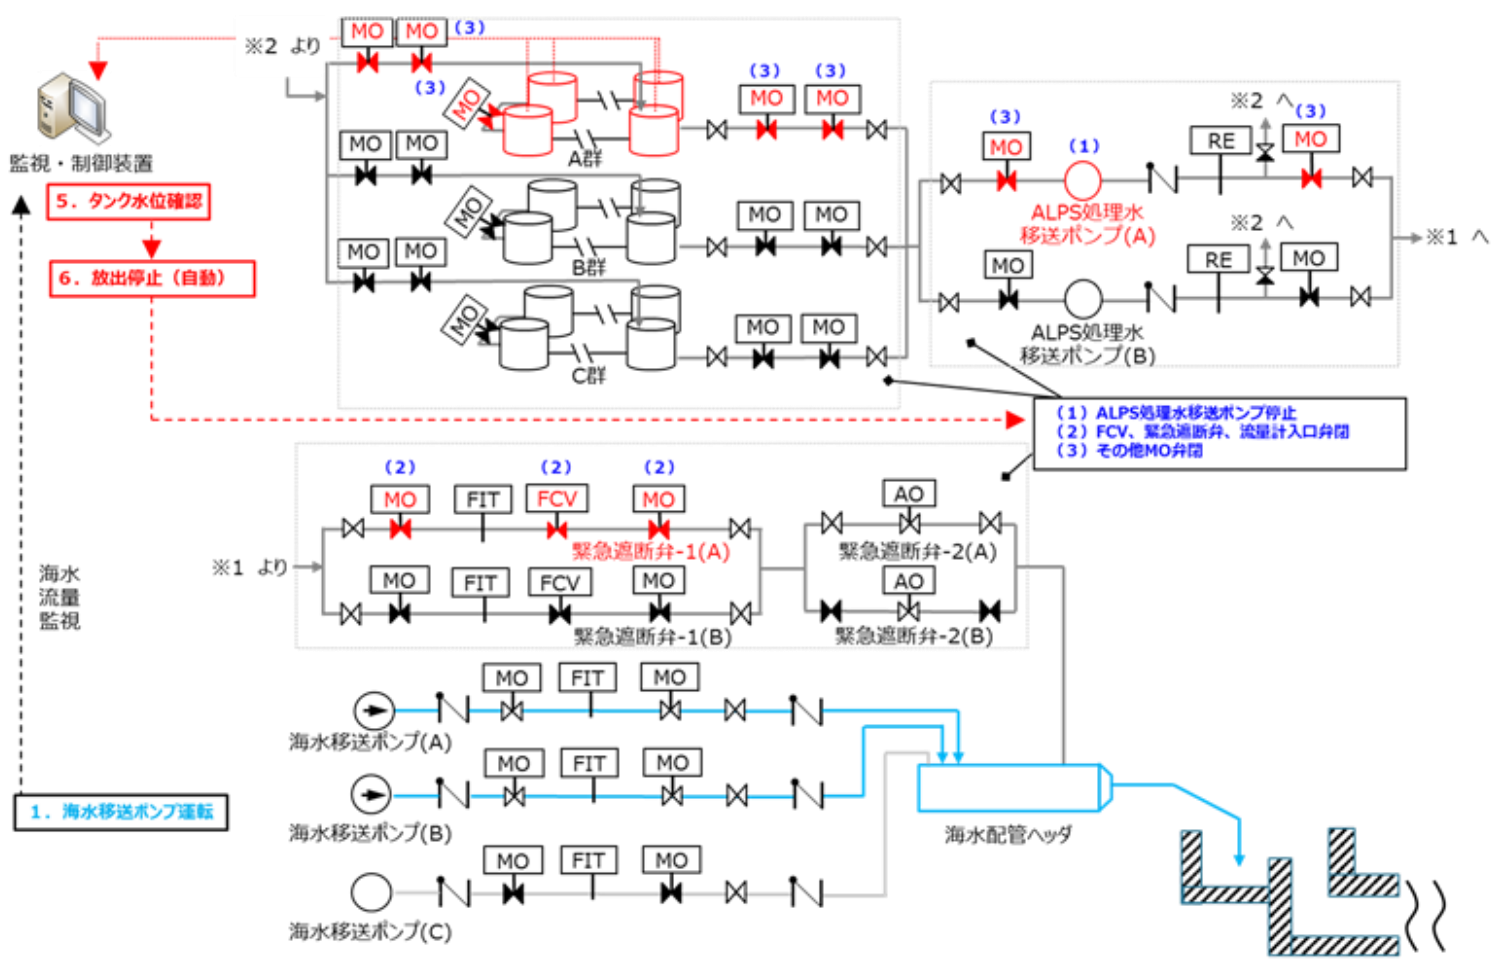 ※2 より
MO
MO
(3)
監視・制御装置
5. タンク水位確認
6. 放出停止（自動）
(3)
MO
A群
(3)
(3)
MO
MO
MO
MO
MO
B群
MO
MO
MO
MO
MO
C群
MO
MO
(3)
MO
(1)
RE
※2 へ
(3)
MO
ALPS処理水
移送ポンプ(A)
※1 へ
MO
RE
※2 へ
MO
ALPS処理水
移送ポンプ(B)
（1）ALPS処理水移送ポンプ停止
（2）FCV、緊急遮断弁、流量計入口弁閉
（3）その他MO弁閉
(2)
(2)
(2)
MO
FIT
FCV
MO
緊急遮断弁-1(A)
AO
緊急遮断弁-2(A)
※1 より
MO
FIT
FCV
MO
緊急遮断弁-1(B)
AO
緊急遮断弁-2(B)
海水
流量
監視
1. 海水移送ポンプ運転
MO
FIT
MO
海水移送ポンプ(A)
MO
FIT
MO
海水移送ポンプ(B)
MO
FIT
MO
海水移送ポンプ(C)
海水配管ヘッダ